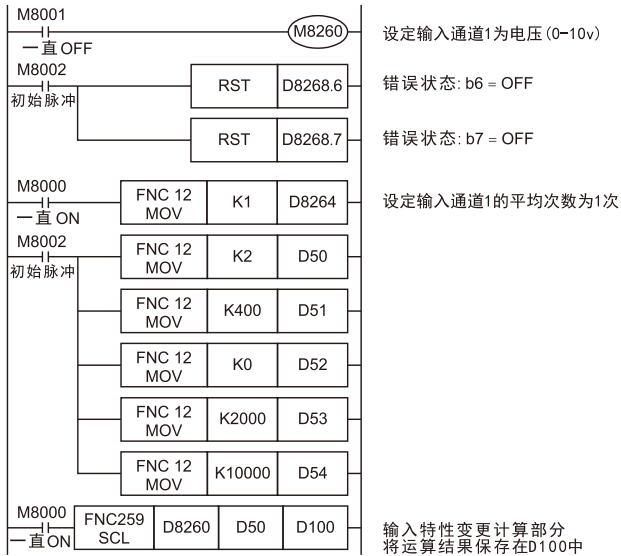 M8001
M8260
设定输入通道1为电压(0-10v)
一直OFF
M8002
RST D8268.6
错误状态: b6 = OFF
初始脉冲
RST D8268.7
错误状态: b7 = OFF
M8000
FNC 12
MOV
K1 D8264
设定输入通道1的平均次数为1次
一直ON
M8002
FNC 12
MOV
K2 D50
初始脉冲
FNC 12
MOV
K400 D51
FNC 12
MOV
K0 D52
FNC 12
MOV
K2000 D53
FNC 12
MOV
K10000 D54
M8000
FNC259
SCL
D8260 D50 D100
一直ON
输入特性变更计算部分
将运算结果保存在D100中